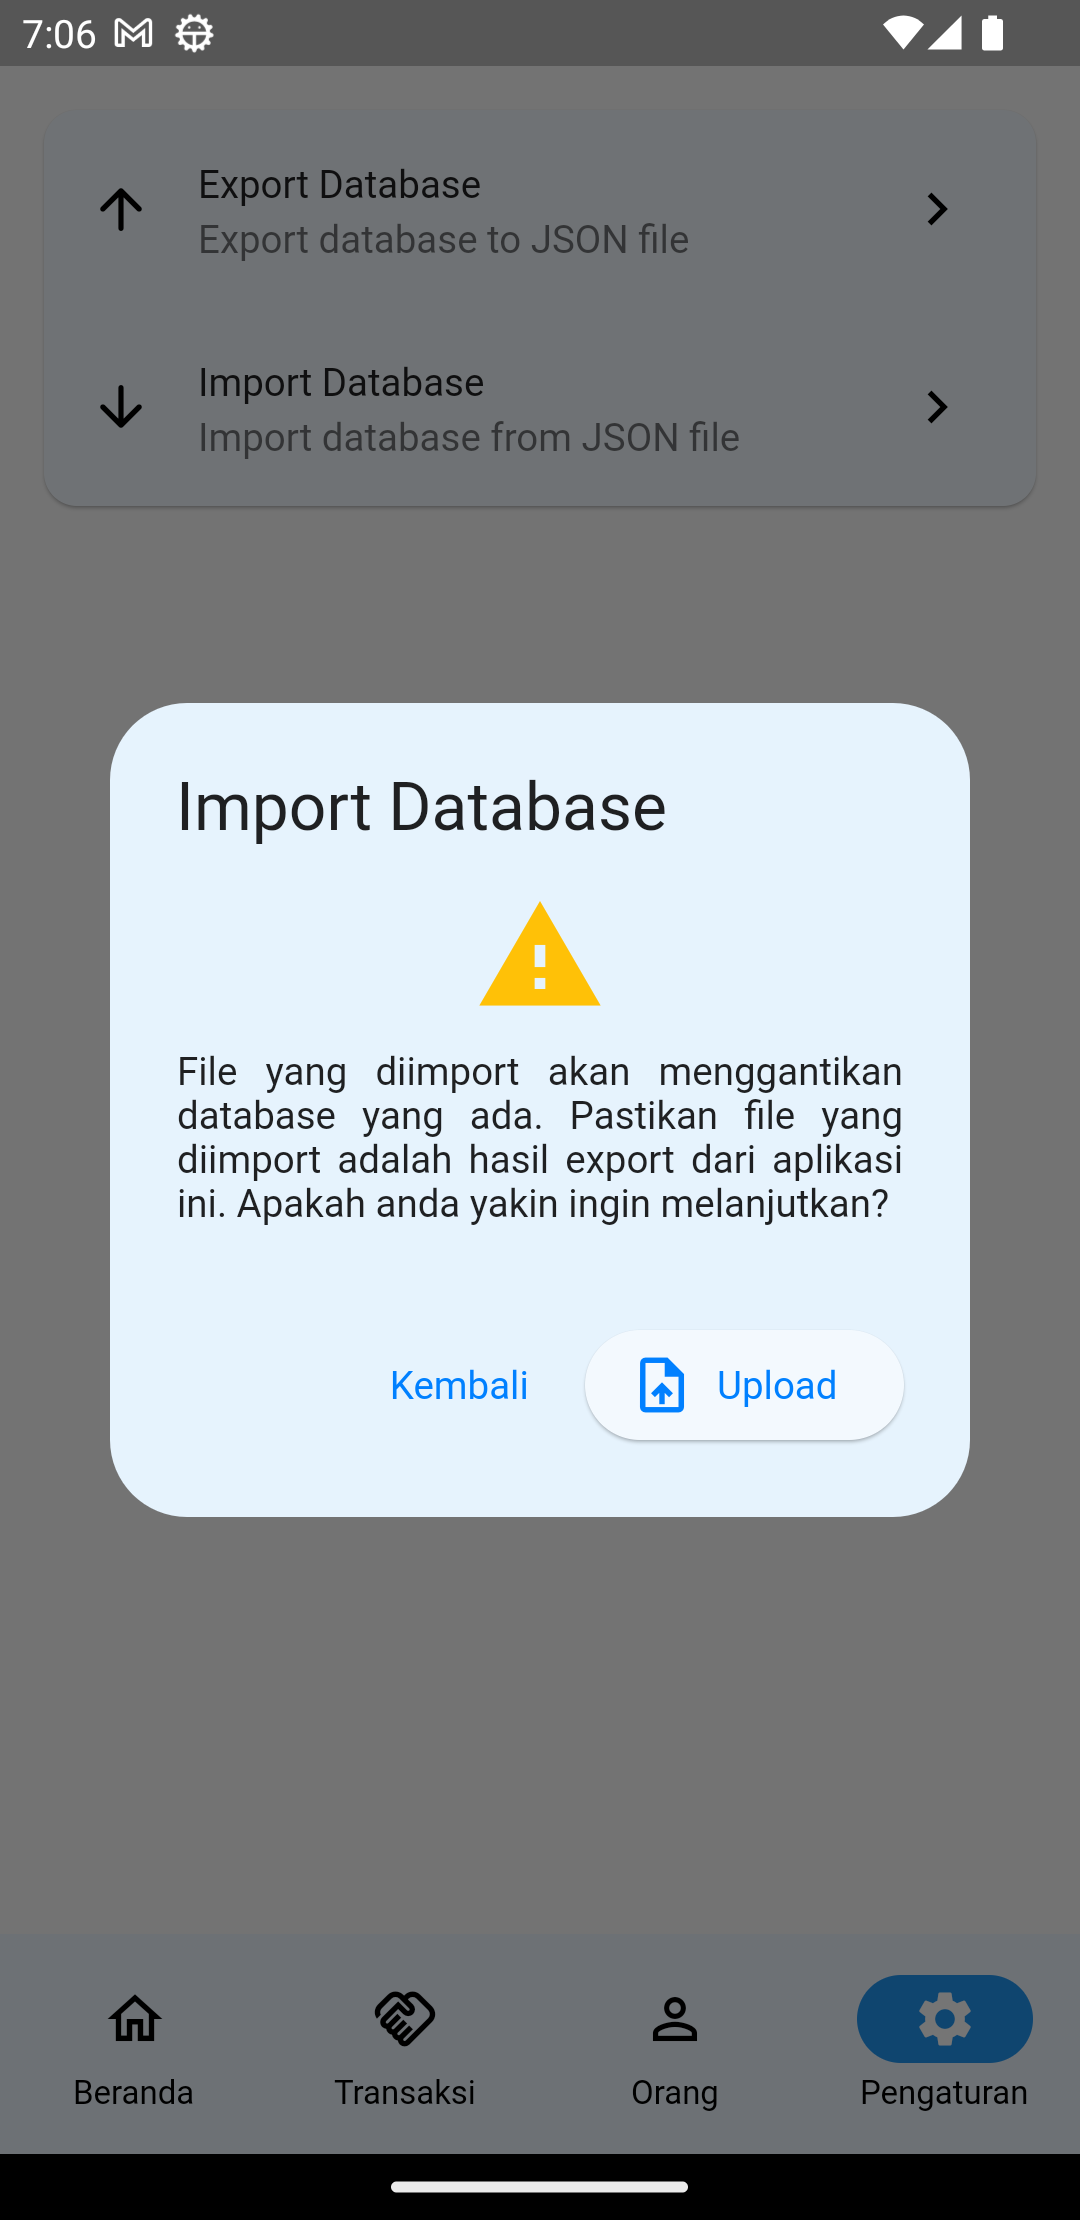 7:06
Export Database
Export database to JSON file
Import Database
Import database from JSON file
Import Database
File yang diimport akan menggantikan
database yang ada. Pastikan file yang
diimport adalah hasil export dari aplikasi
ini. Apakah anda yakin ingin melanjutkan?
Kembali
Upload
Beranda
Transaksi
Orang
Pengaturan